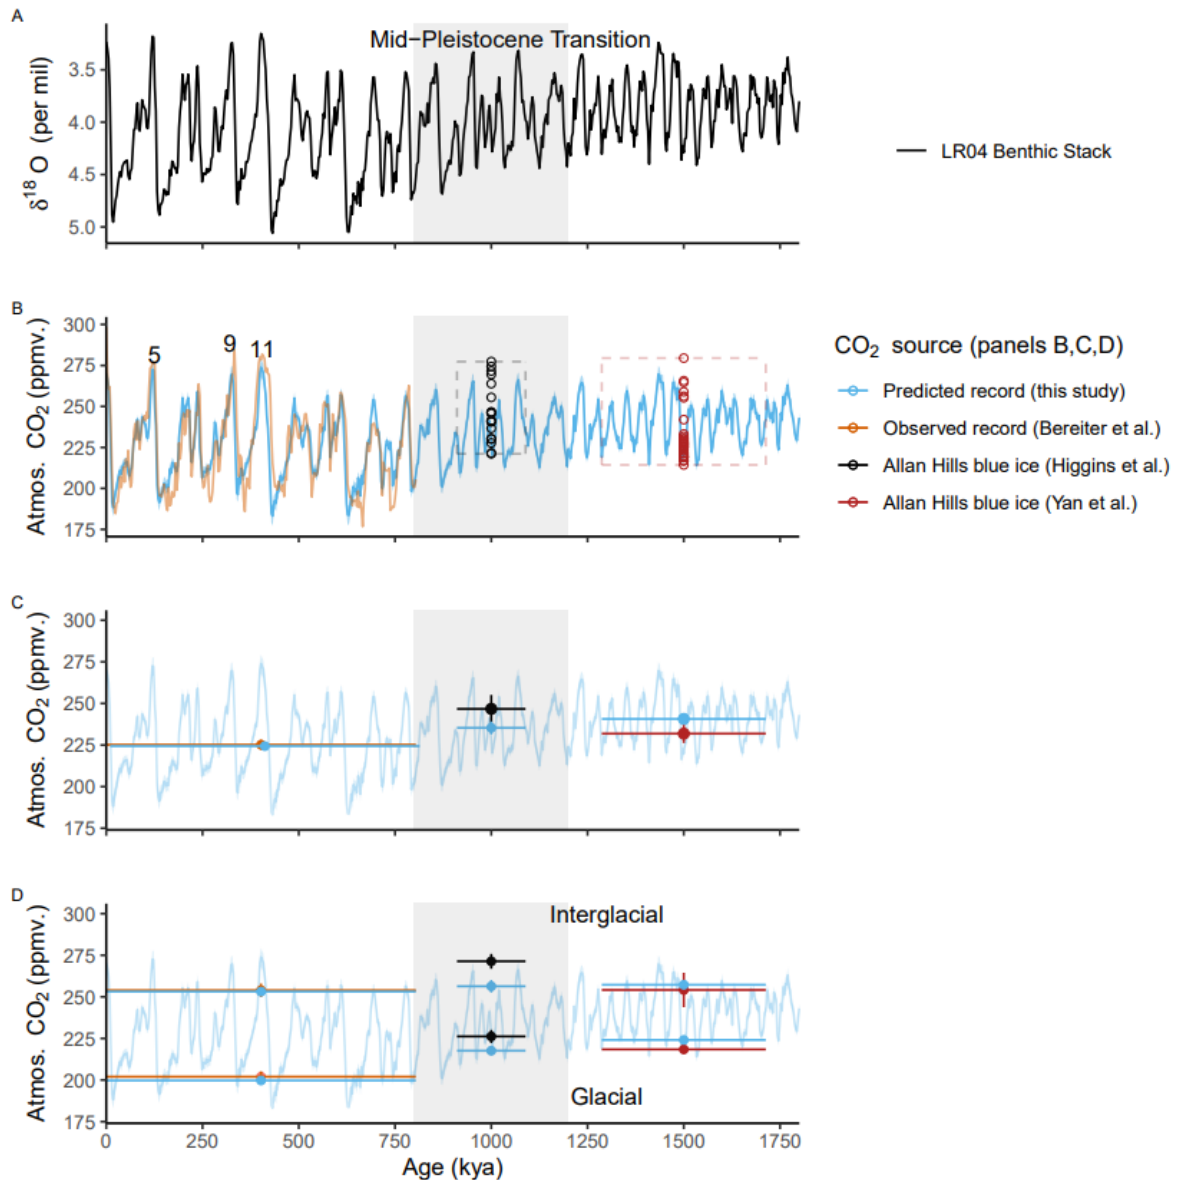 A
Mid−Pleistocene Transition
3.5
4.0
4.5
5.0
δ18 O (per mil)
LR04 Benthic Stack
B
300
275
250
225
200
175
Atmos. CO2 (ppmv.)
5
9
11
CO2 source (panels B,C,D)
Predicted record (this study)
Observed record (Bereiter et al.)
Allan Hills blue ice (Higgins et al.)
Allan Hills blue ice (Yan et al.)
C
300
275
250
225
200
175
Atmos. CO2 (ppmv.)
D
300
275
250
225
200
175
Atmos. CO2 (ppmv.)
Interglacial
Glacial
0
250
500
750
1000
1250
1500
1750
Age (kya)